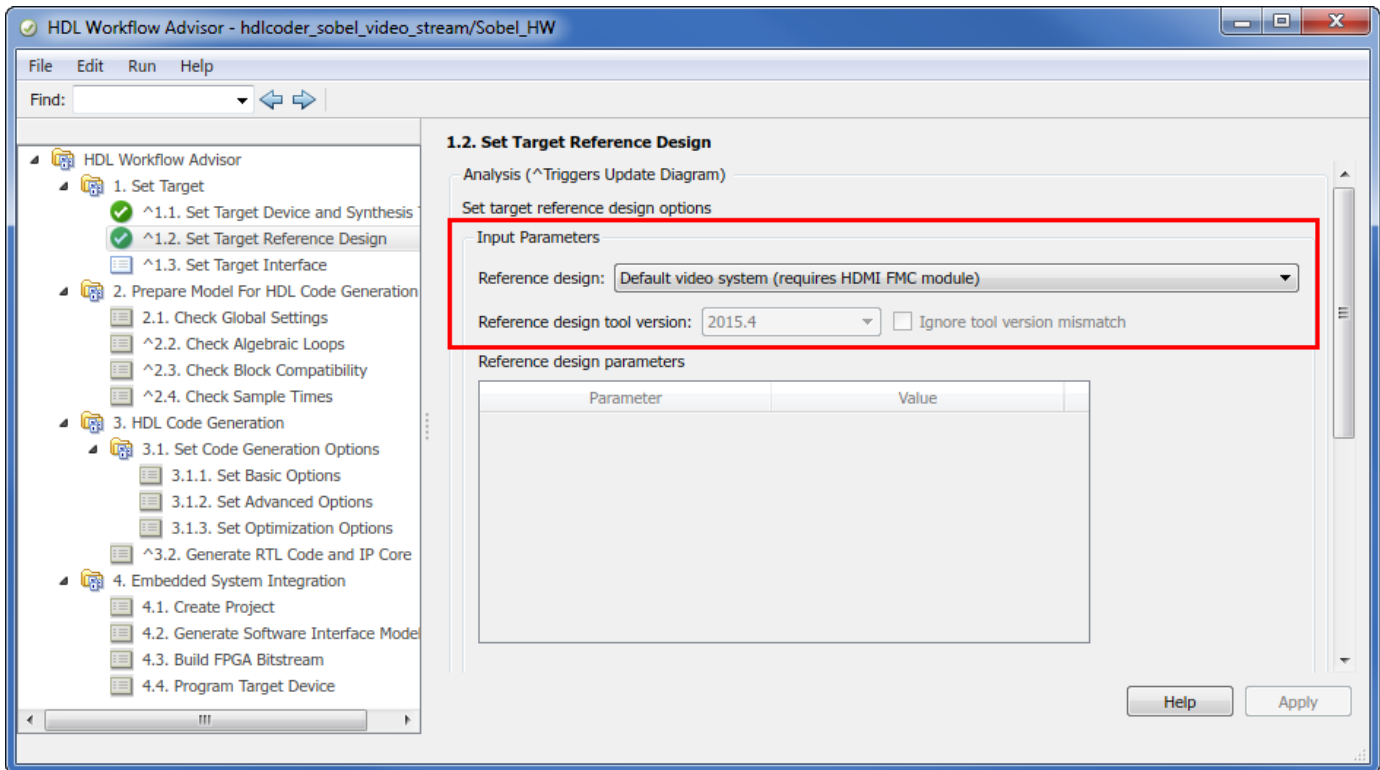 HDL Workflow Advisor - hdlcoder_sobel_video_stream/Sobel_HW
File Edit Run Help
Find:
HDL Workflow Advisor
1. Set Target
^1.1. Set Target Device and Synthesis
^1.2. Set Target Reference Design
^1.3. Set Target Interface
2. Prepare Model For HDL Code Generation
2.1. Check Global Settings
^2.2. Check Algebraic Loops
^2.3. Check Block Compatibility
^2.4. Check Sample Times
3. HDL Code Generation
3.1. Set Code Generation Options
3.1.1. Set Basic Options
3.1.2. Set Advanced Options
3.1.3. Set Optimization Options
^3.2. Generate RTL Code and IP Core
4. Embedded System Integration
4.1. Create Project
4.2. Generate Software Interface Model
4.3. Build FPGA Bitstream
4.4. Program Target Device
1.2. Set Target Reference Design
Analysis (^Triggers Update Diagram)
Set target reference design options
Input Parameters
Reference design: Default video system (requires HDMI FMC module)
Reference design tool version: 2015.4 Ignore tool version mismatch
Reference design parameters
Parameter Value
Help Apply